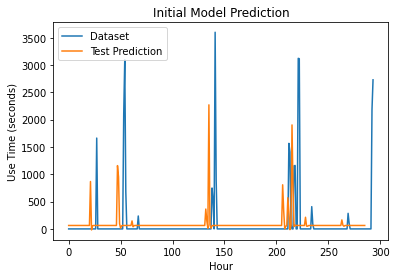 Initial Model Prediction
Dataset
Test Prediction
Use Time (seconds)
3500
3000
2500
2000
1500
1000
500
0
0 50 100 150 200 250 300
Hour